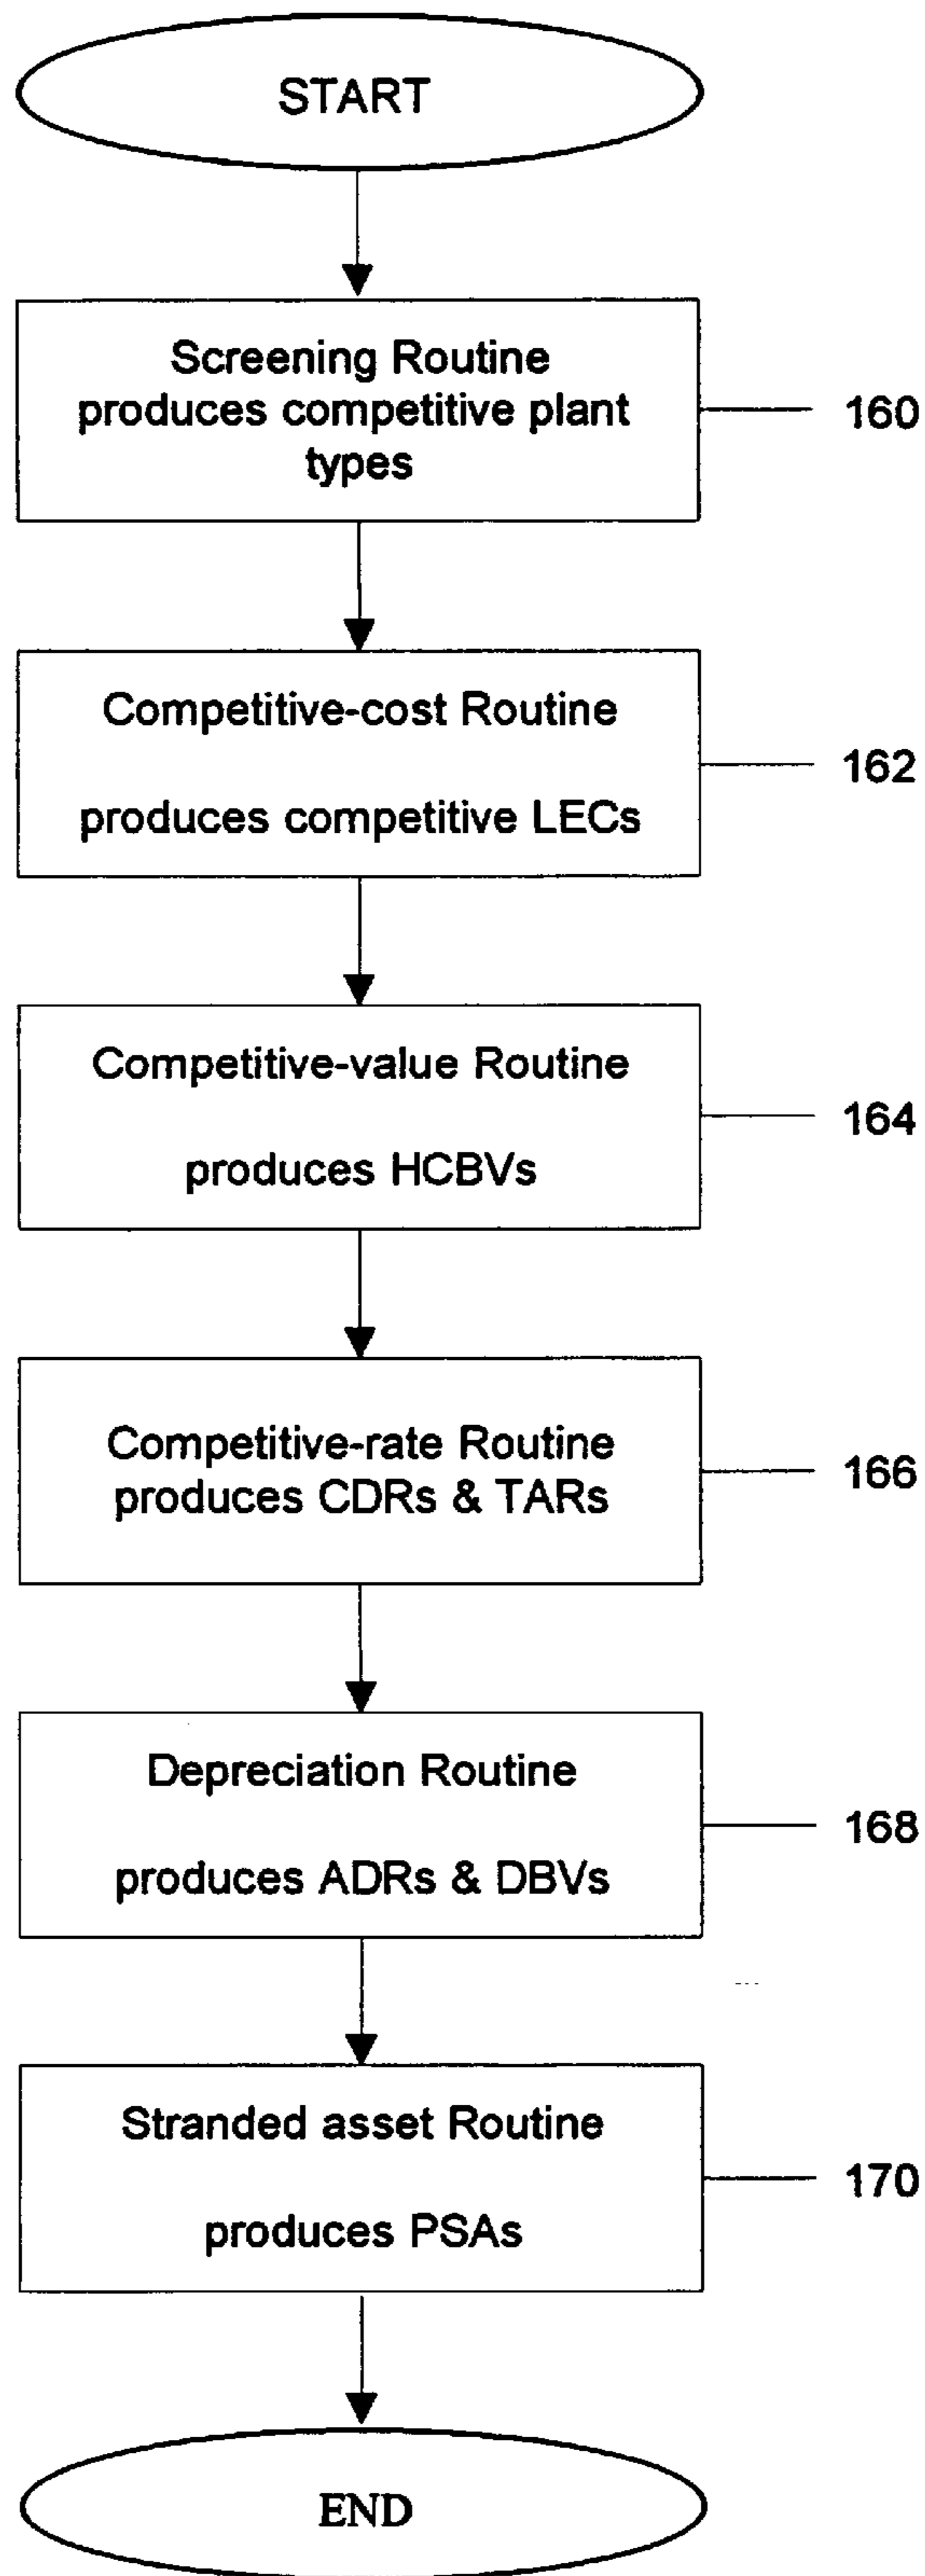 START
Screening Routine
produces competitive plant
types
160
Competitive-cost Routine
produces competitive LECs
162
Competitive-value Routine
produces HCBVs
164
Competitive-rate Routine
produces CDRs & TARs
166
Depreciation Routine
produces ADRs & DBVs
168
Stranded asset Routine
produces PSAs
170
END